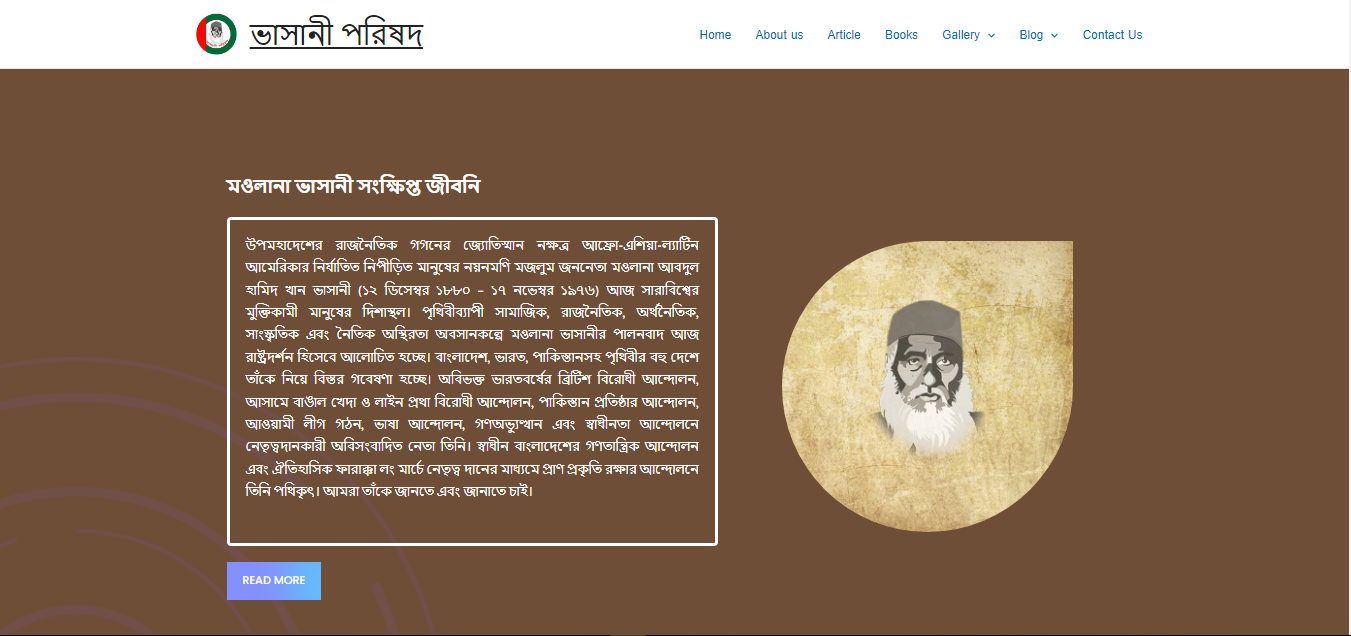 ভাসানী পরিষদ
Home About us Article Books Gallery Blog Contact Us
মওলানা ভাসানী সংক্ষিপ্ত জীবনি
উপমহাদেশের রাজনৈতিক গগনের জ্যোতিস্মান নক্ষত্র আফ্রো-এশিয়া-ল্যাটিন
আমেরিকার নির্যাতিত নিপীড়িত মানুষের নয়নমণি মজলুম জননেতা মওলানা আবদুল
হামিদ খান ভাসানী (১২ ডিসেম্বর ১৮৮০ – ১৭ নভেম্বর ১৯৭৬) আজ সারাবিশ্বের
মুক্তিকামী মানুষের দিশাস্থল। পৃথিবীব্যাপী সামাজিক, রাজনৈতিক, অর্থনৈতিক,
সাংস্কৃতিক এবং নৈতিক অস্থিরতা অবসানকল্পে মওলানা ভাসানীর পালনবাদ আজ
রাষ্ট্রদর্শন হিসেবে আলোচিত হচ্ছে। বাংলাদেশ, ভারত, পাকিস্তানসহ পৃথিবীর বহু দেশে
তাঁকে নিয়ে বিস্তর গবেষণা হচ্ছে। অবিভক্ত ভারতবর্ষের ব্রিটিশ বিরোধী আন্দোলন,
আসামে বাঙাল খেদা ও লাইন প্রথা বিরোধী আন্দোলন, পাকিস্তান প্রতিষ্ঠার আন্দোলন,
আওয়ামী লীগ গঠন, ভাষা আন্দোলন, গণঅভ্যুত্থান এবং স্বাধীনতা আন্দোলনে
নেতৃত্বদানকারী অবিসংবাদিত নেতা তিনি। স্বাধীন বাংলাদেশের গণতান্ত্রিক আন্দোলন
এবং ঐতিহাসিক ফারাক্কা লং মার্চে নেতৃত্ব দানের মাধ্যমে প্রাণ প্রকৃতি রক্ষার আন্দোলনে
তিনি পথিকৃৎ। আমরা তাঁকে জানতে এবং জানাতে চাই।
READ MORE